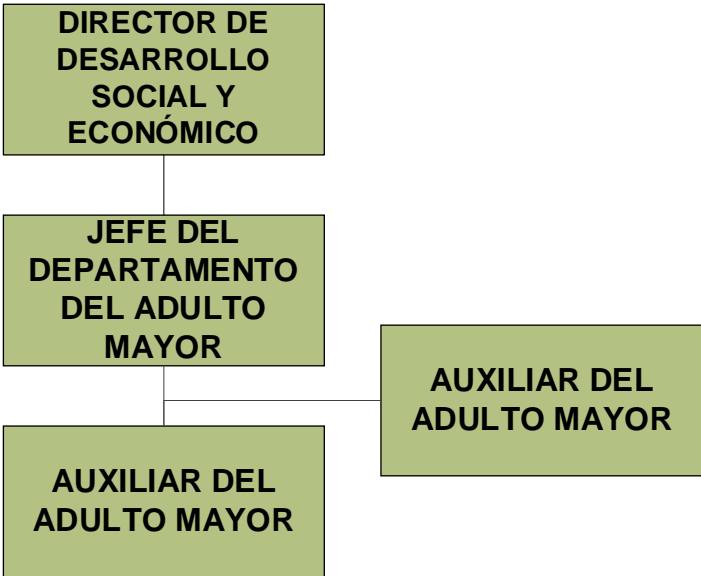 DIRECTOR DE
DESARROLLO
SOCIAL Y
ECONÓMICO
JEFE DEL
DEPARTAMENTO
DEL ADULTO
MAYOR
AUXILIAR DEL
ADULTO MAYOR
AUXILIAR DEL
ADULTO MAYOR